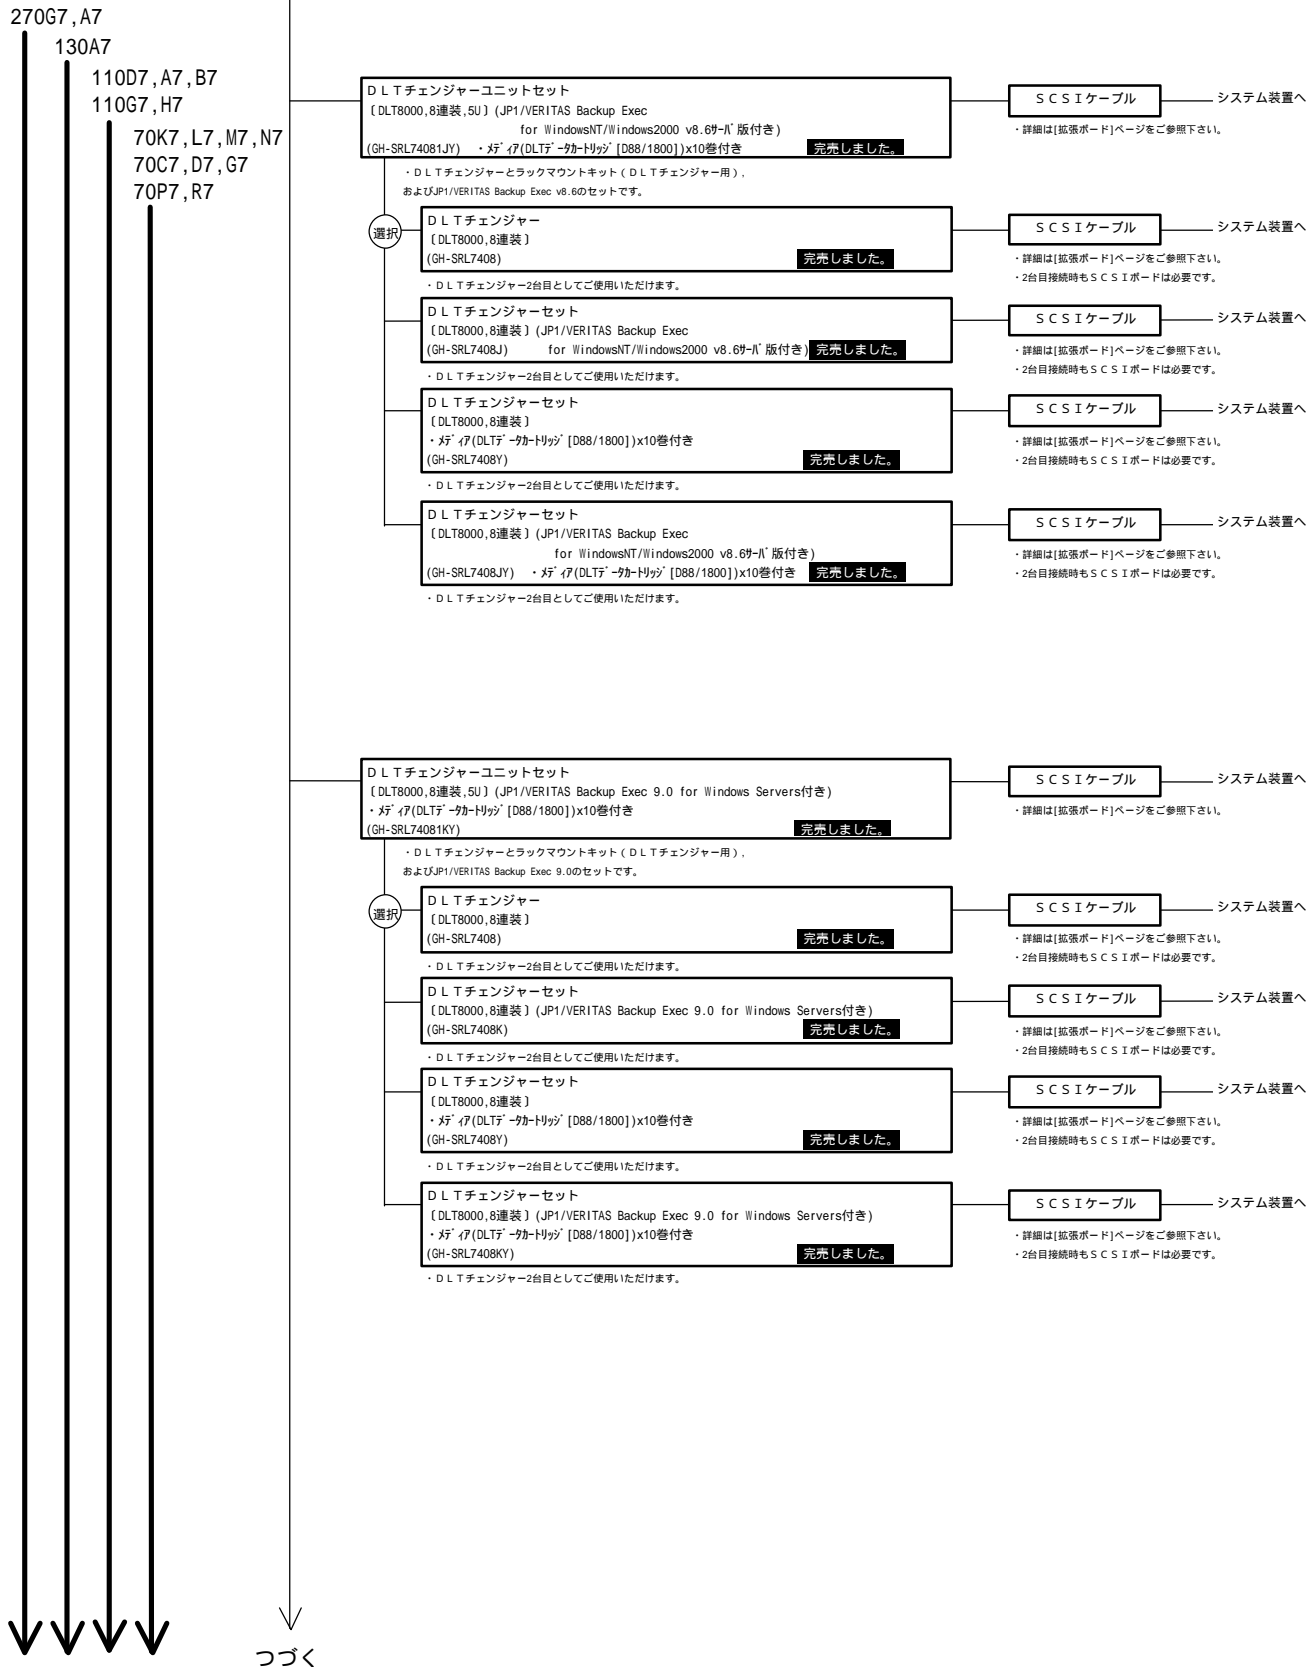 270G7,A7
130A7
110D7,A7,B7
110G7,H7
70K7,L7,M7,N7
70C7,D7,G7
70P7,R7
ＤＬＴチェンジャーユニットセット
〔DLT8000,8連装,5U〕(JP1/VERITAS Backup Exec
for WindowsNT/Windows2000 v8.6ｻｰﾊﾞ版付き)
(GH-SRL74081JY) ・ﾒﾃﾞｨｱ(DLTﾃﾞｰﾀｶｰﾄﾘｯｼﾞ[D88/1800])x10巻付き 完売しました。
ＳＣＳＩケーブル
システム装置へ
・詳細は[拡張ボード]ページをご参照下さい。
・ＤＬＴチェンジャーとラックマウントキット（ＤＬＴチェンジャー用）,
およびJP1/VERITAS Backup Exec v8.6のセットです。
選択
ＤＬＴチェンジャー
〔DLT8000,8連装〕
(GH-SRL7408) 完売しました。
ＳＣＳＩケーブル
システム装置へ
・詳細は[拡張ボード]ページをご参照下さい。
・2台目接続時もＳＣＳＩボードは必要です。
・ＤＬＴチェンジャー2台目としてご使用いただけます。
ＤＬＴチェンジャーセット
〔DLT8000,8連装〕(JP1/VERITAS Backup Exec
(GH-SRL7408J) for WindowsNT/Windows2000 v8.6ｻｰﾊﾞ版付き) 完売しました。
ＳＣＳＩケーブル
システム装置へ
・詳細は[拡張ボード]ページをご参照下さい。
・2台目接続時もＳＣＳＩボードは必要です。
・ＤＬＴチェンジャー2台目としてご使用いただけます。
ＤＬＴチェンジャーセット
〔DLT8000,8連装〕
・ﾒﾃﾞｨｱ(DLTﾃﾞｰﾀｶｰﾄﾘｯｼﾞ[D88/1800])x10巻付き
(GH-SRL7408Y) 完売しました。
ＳＣＳＩケーブル
システム装置へ
・詳細は[拡張ボード]ページをご参照下さい。
・2台目接続時もＳＣＳＩボードは必要です。
・ＤＬＴチェンジャー2台目としてご使用いただけます。
ＤＬＴチェンジャーセット
〔DLT8000,8連装〕(JP1/VERITAS Backup Exec
for WindowsNT/Windows2000 v8.6ｻｰﾊﾞ版付き)
(GH-SRL7408JY) ・ﾒﾃﾞｨｱ(DLTﾃﾞｰﾀｶｰﾄﾘｯｼﾞ[D88/1800])x10巻付き 完売しました。
ＳＣＳＩケーブル
システム装置へ
・詳細は[拡張ボード]ページをご参照下さい。
・2台目接続時もＳＣＳＩボードは必要です。
・ＤＬＴチェンジャー2台目としてご使用いただけます。
ＤＬＴチェンジャーユニットセット
〔DLT8000,8連装,5U〕(JP1/VERITAS Backup Exec 9.0 for Windows Servers付き)
・ﾒﾃﾞｨｱ(DLTﾃﾞｰﾀｶｰﾄﾘｯｼﾞ[D88/1800])x10巻付き
(GH-SRL74081KY) 完売しました。
ＳＣＳＩケーブル
システム装置へ
・詳細は[拡張ボード]ページをご参照下さい。
・ＤＬＴチェンジャーとラックマウントキット（ＤＬＴチェンジャー用）,
およびJP1/VERITAS Backup Exec 9.0のセットです。
選択
ＤＬＴチェンジャー
〔DLT8000,8連装〕
(GH-SRL7408) 完売しました。
ＳＣＳＩケーブル
システム装置へ
・詳細は[拡張ボード]ページをご参照下さい。
・2台目接続時もＳＣＳＩボードは必要です。
・ＤＬＴチェンジャー2台目としてご使用いただけます。
ＤＬＴチェンジャーセット
〔DLT8000,8連装〕(JP1/VERITAS Backup Exec 9.0 for Windows Servers付き)
(GH-SRL7408K) 完売しました。
ＳＣＳＩケーブル
システム装置へ
・詳細は[拡張ボード]ページをご参照下さい。
・2台目接続時もＳＣＳＩボードは必要です。
・ＤＬＴチェンジャー2台目としてご使用いただけます。
ＤＬＴチェンジャーセット
〔DLT8000,8連装〕
・ﾒﾃﾞｨｱ(DLTﾃﾞｰﾀｶｰﾄﾘｯｼﾞ[D88/1800])x10巻付き
(GH-SRL7408Y) 完売しました。
ＳＣＳＩケーブル
システム装置へ
・詳細は[拡張ボード]ページをご参照下さい。
・2台目接続時もＳＣＳＩボードは必要です。
・ＤＬＴチェンジャー2台目としてご使用いただけます。
ＤＬＴチェンジャーセット
〔DLT8000,8連装〕(JP1/VERITAS Backup Exec 9.0 for Windows Servers付き)
・ﾒﾃﾞｨｱ(DLTﾃﾞｰﾀｶｰﾄﾘｯｼﾞ[D88/1800])x10巻付き
(GH-SRL7408KY) 完売しました。
ＳＣＳＩケーブル
システム装置へ
・詳細は[拡張ボード]ページをご参照下さい。
・2台目接続時もＳＣＳＩボードは必要です。
・ＤＬＴチェンジャー2台目としてご使用いただけます。
つづく